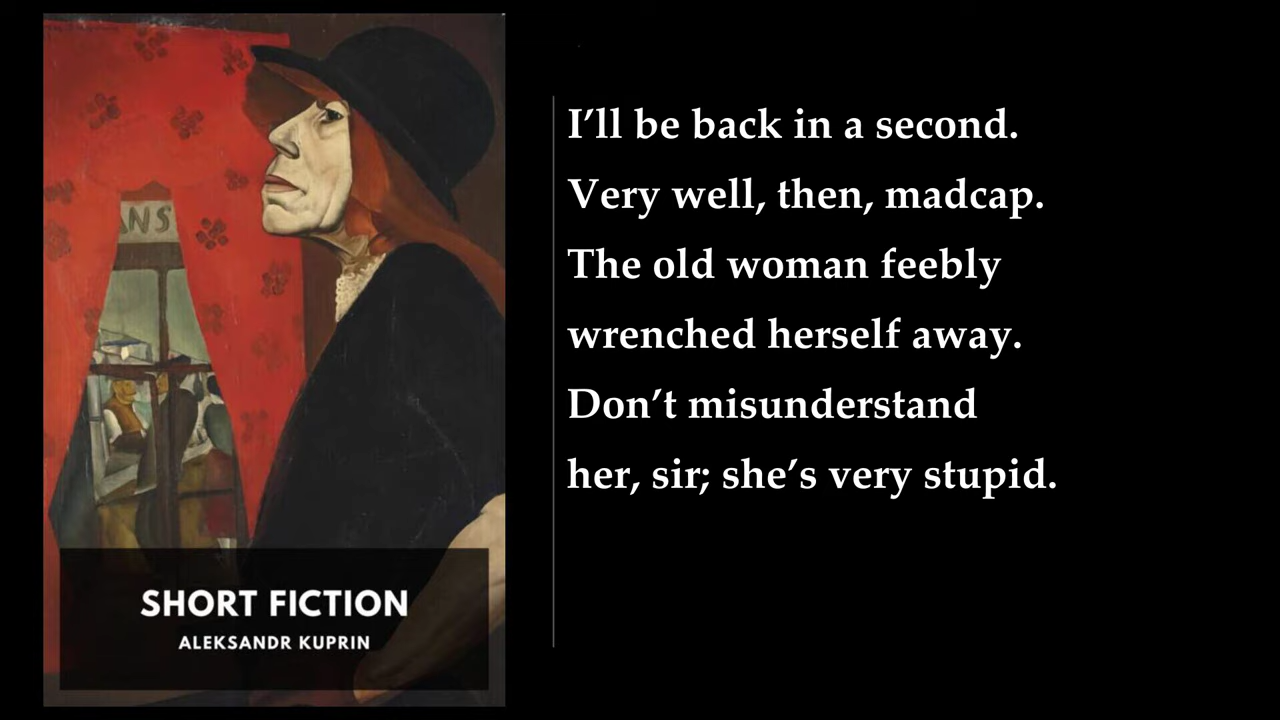 ANS
SHORT FICTION
ALEKSANDR KUPRIN
I’ll be back in a second.
Very well, then, madcap.
The old woman feebly
wrenched herself away.
Don’t misunderstand
her, sir; she’s very stupid.